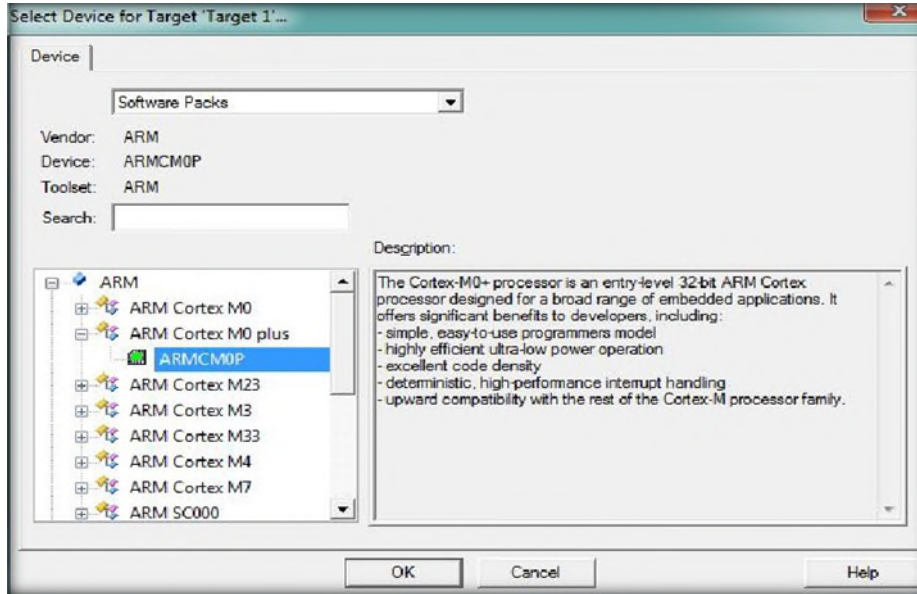 Select Device for Target 'Target 1'...
Device
Software Packs
Vendor: ARM
Device: ARMCM0P
Toolset: ARM
Search:
Description:
ARM
ARM Cortex M0
ARM Cortex M0 plus
ARMCM0P
ARM Cortex M23
ARM Cortex M3
ARM Cortex M33
ARM Cortex M4
ARM Cortex M7
ARM SC000
The Cortex-M0+ processor is an entry-level 32-bit ARM Cortex
processor designed for a broad range of embedded applications. It
offers significant benefits to developers, including:
- simple, easy-to-use programmers model
- highly efficient ultra-low power operation
- excellent code density
- deterministic, high-performance interrupt handling
- upward compatibility with the rest of the Cortex-M processor family.
OK
Cancel
Help